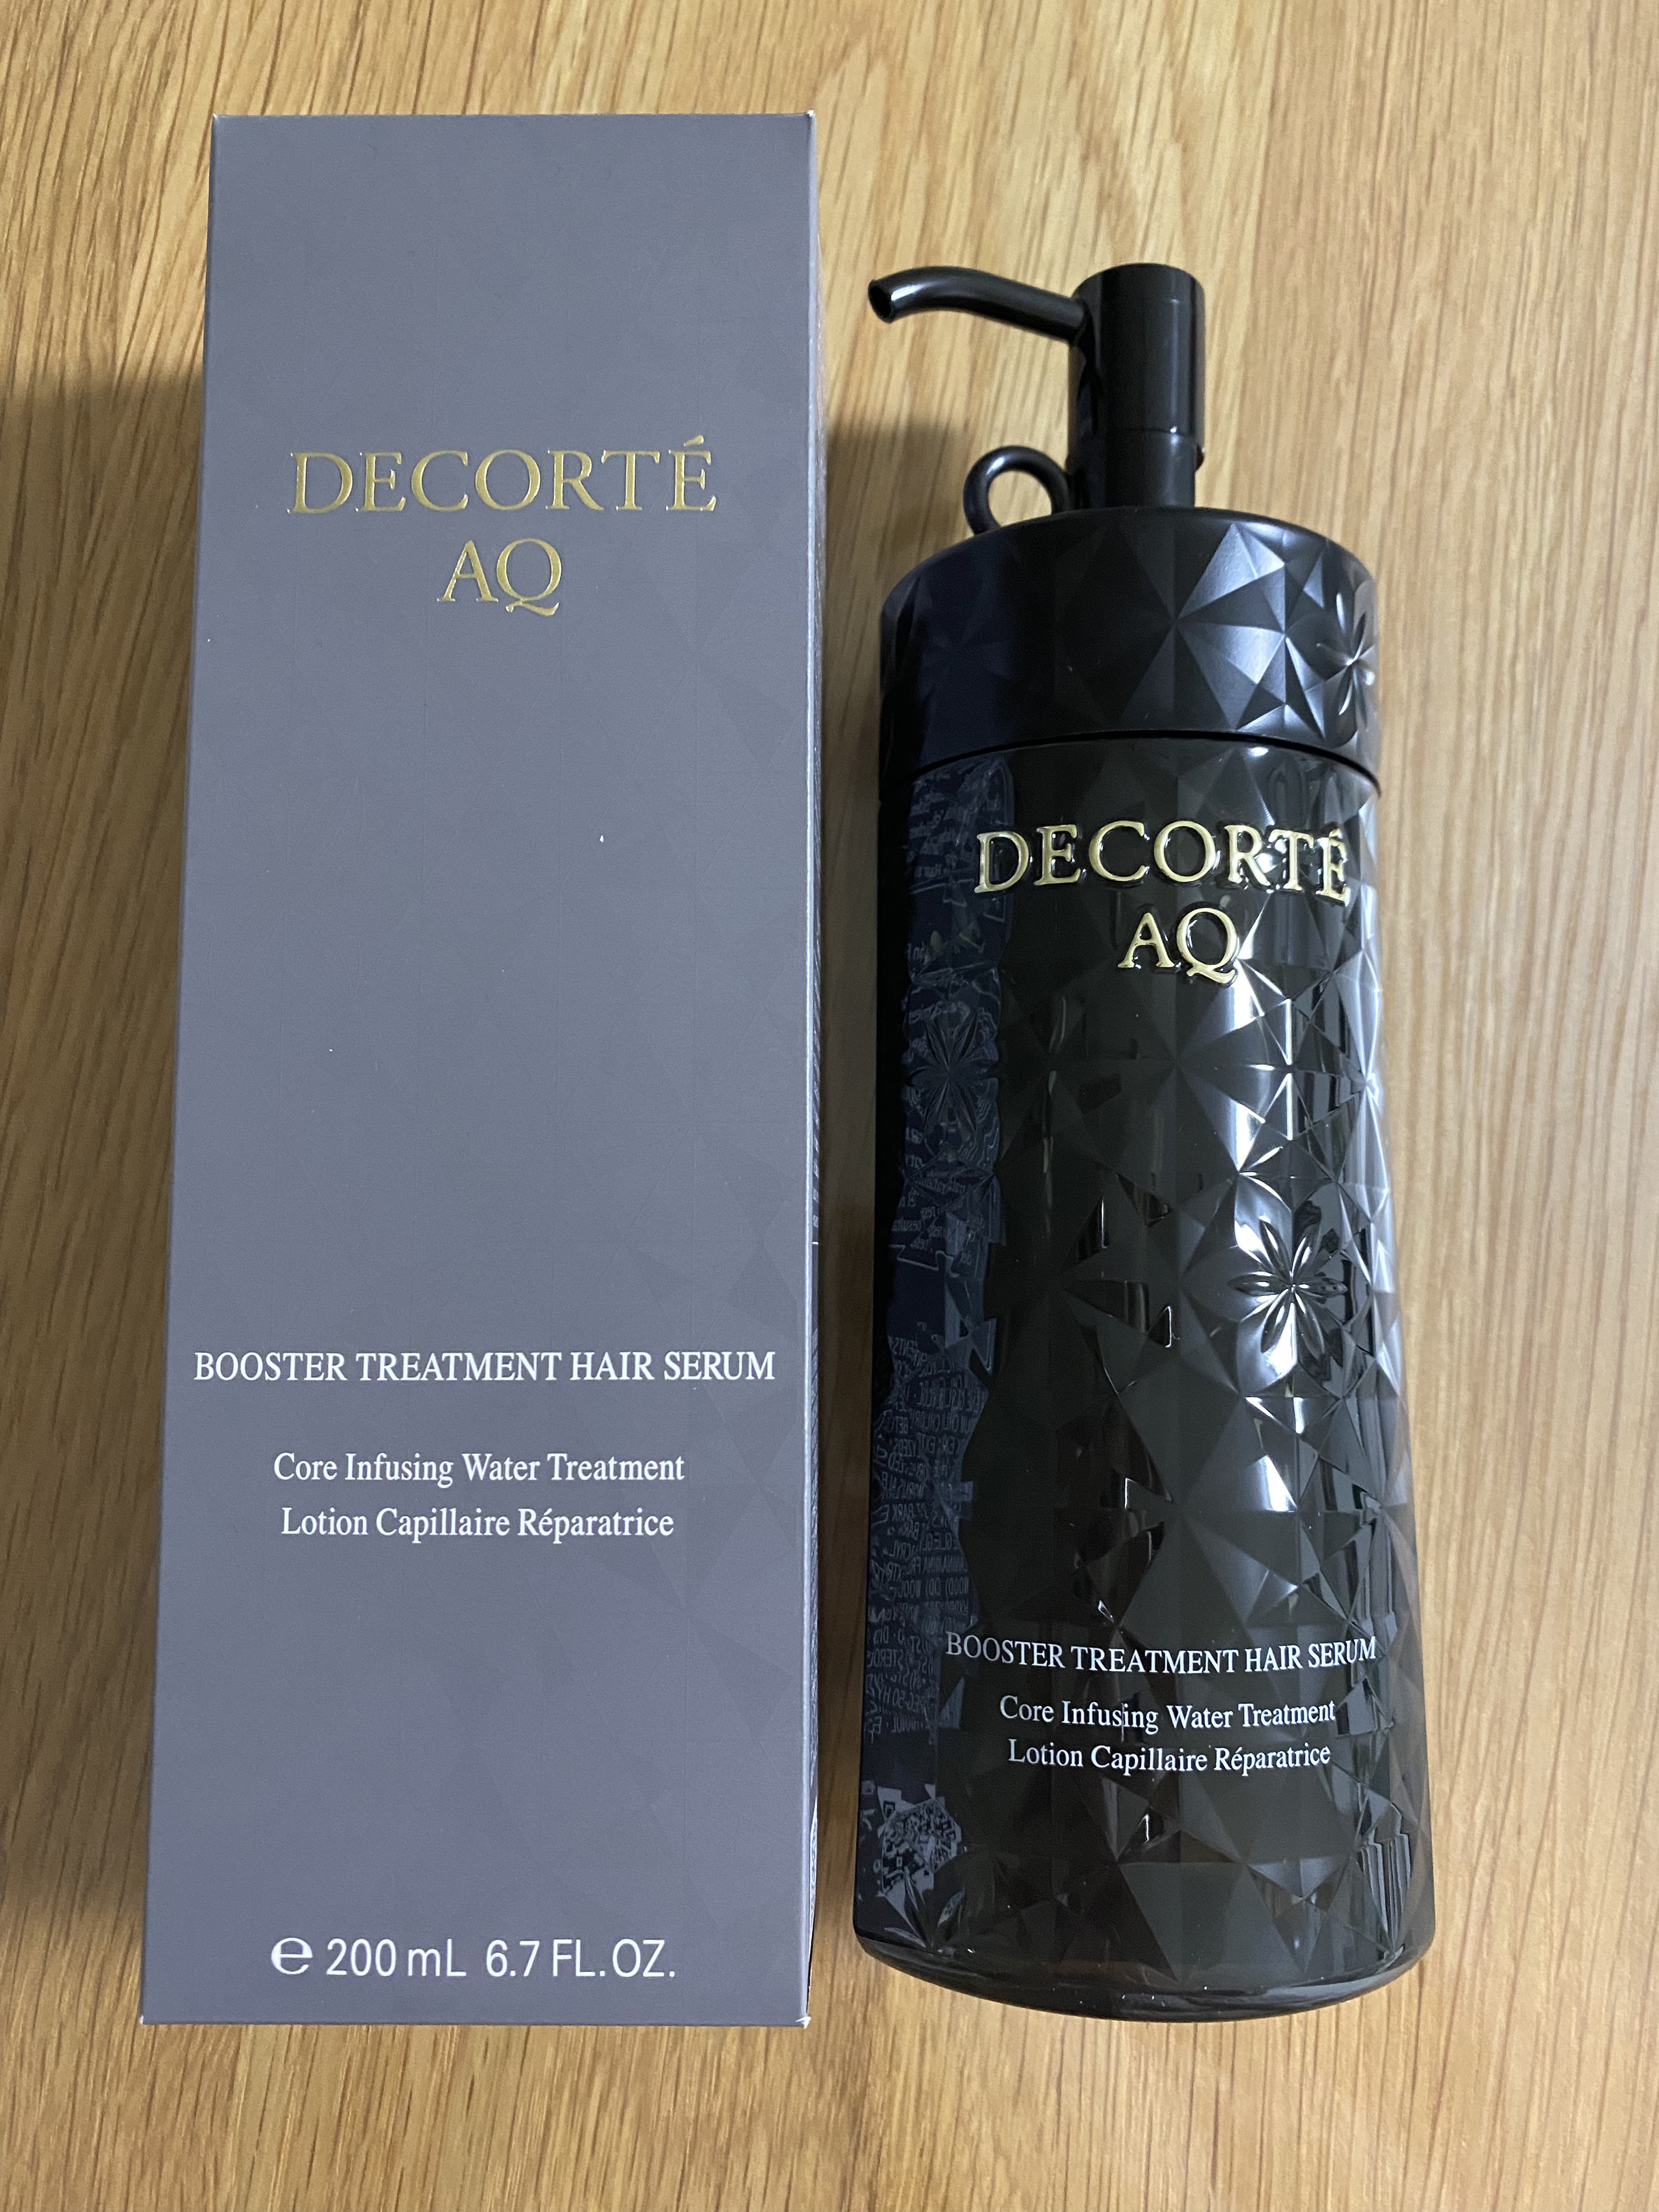 DECORTÉ
AQ
BOOSTER TREATMENT HAIR SERUM
Core Infusing Water Treatment
Lotion Capillaire Réparatrice
℮ 200 mL 6.7 FL.OZ.
DECORTÉ
AQ
BOOSTER TREATMENT HAIR SERUM
Core Infusing Water Treatment
Lotion Capillaire Réparatrice